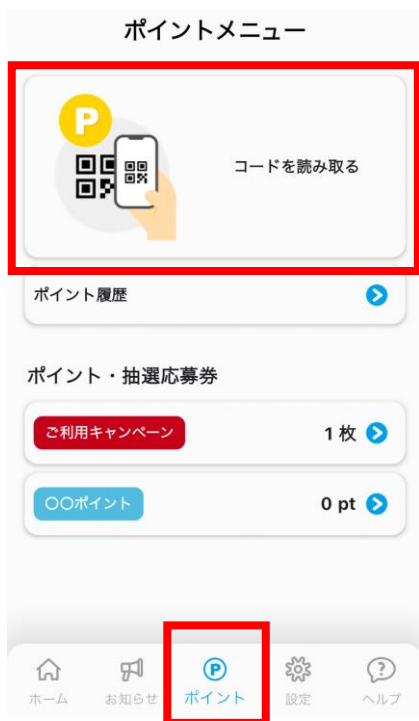 ポイントメニュー
P
コードを読み取る
ポイント履歴
ポイント・抽選応募券
ご利用キャンペーン
1 枚
〇〇ポイント
0 pt
P
ホーム お知らせ ポイント 設定 ヘルプ